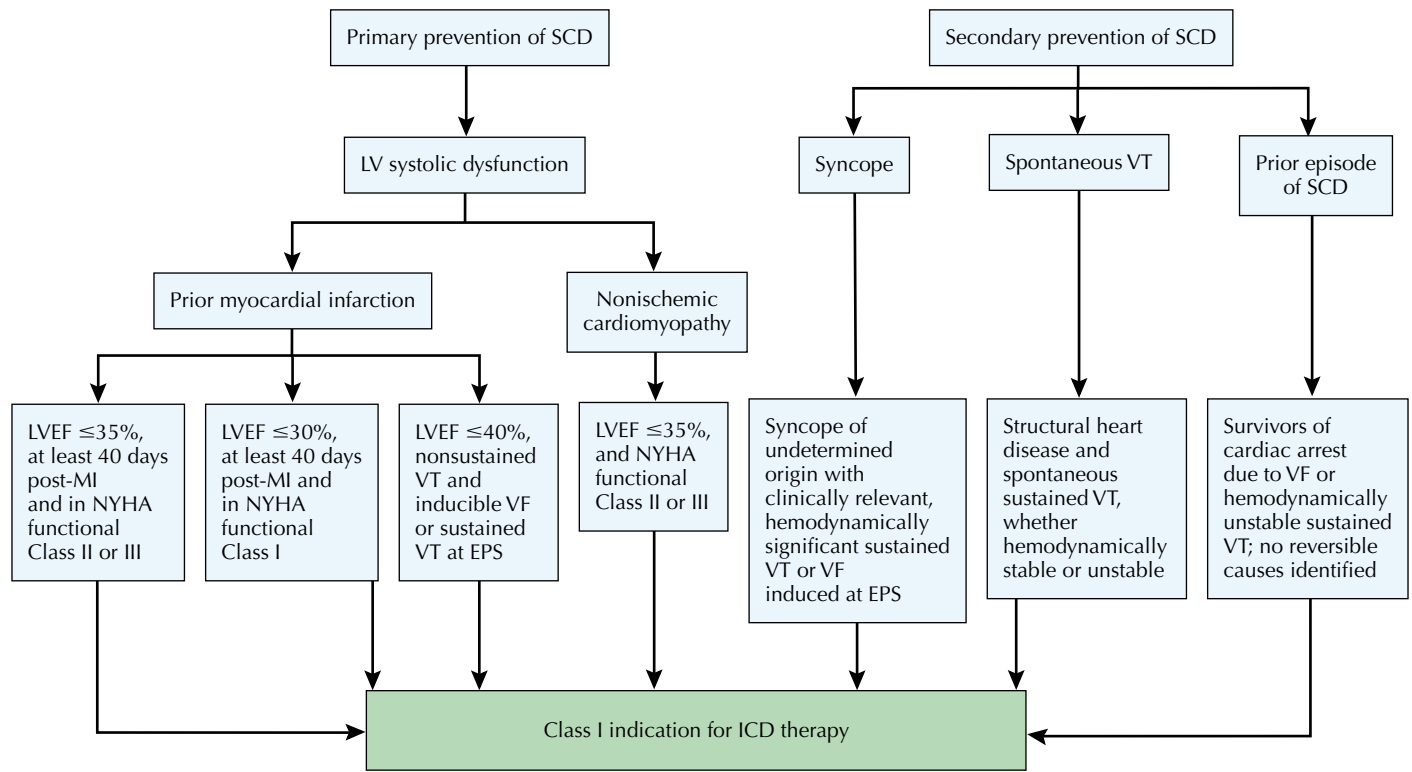 Primary prevention of SCD
Secondary prevention of SCD
LV systolic dysfunction
Syncope
Spontaneous VT
Prior episode
of SCD
Prior myocardial infarction
Nonischemic
cardiomyopathy
LVEF ≤35%,
at least 40 days
post-MI
and in NYHA
functional
Class II or III
LVEF ≤30%,
at least 40 days
post-MI and
in NYHA
functional
Class I
LVEF ≤40%,
nonsustained
VT and
inducible VF
or sustained
VT at EPS
LVEF ≤35%,
and NYHA
functional
Class II or III
Syncope of
undetermined
origin with
clinically relevant,
hemodynamically
significant sustained
VT or VF
induced at EPS
Structural heart
disease and
spontaneous
sustained VT,
whether
hemodynamically
stable or unstable
Survivors of
cardiac arrest
due to VF or
hemodynamically
unstable sustained
VT; no reversible
causes identified
Class I indication for ICD therapy